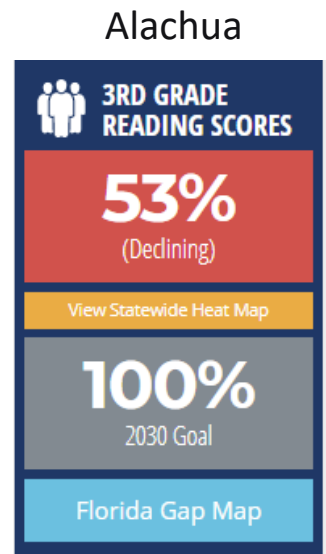 Alachua
3RD GRADE
READING SCORES
53%
(Declining)
View Statewide Heat Map
100%
2030 Goal
Florida Gap Map